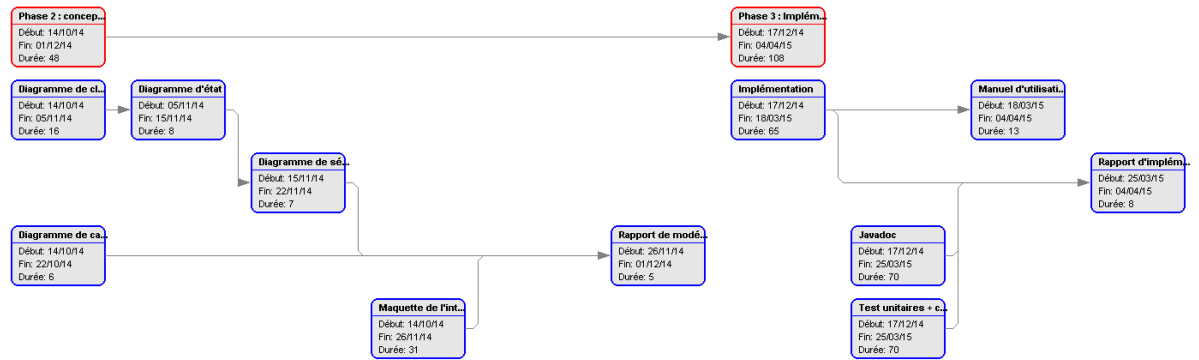 Phase 2 : concep...
Début: 14/10/14
Fin: 01/12/14
Durée: 48
Phase 3 : Implém...
Début: 17/12/14
Fin: 04/04/15
Durée: 108
Diagramme de cl...
Début: 14/10/14
Fin: 05/11/14
Durée: 16
Diagramme d'état
Début: 05/11/14
Fin: 15/11/14
Durée: 8
Implémentation
Début: 17/12/14
Fin: 18/03/15
Durée: 65
Manuel d'utilisati...
Début: 18/03/15
Fin: 04/04/15
Durée: 13
Diagramme de sé...
Début: 15/11/14
Fin: 22/11/14
Durée: 7
Rapport d'implém...
Début: 25/03/15
Fin: 04/04/15
Durée: 8
Diagramme de ca...
Début: 14/10/14
Fin: 22/10/14
Durée: 6
Rapport de modé...
Début: 26/11/14
Fin: 01/12/14
Durée: 5
Javadoc
Début: 17/12/14
Fin: 25/03/15
Durée: 70
Maquette de l'int...
Début: 14/10/14
Fin: 26/11/14
Durée: 31
Test unitaires + c...
Début: 17/12/14
Fin: 25/03/15
Durée: 70